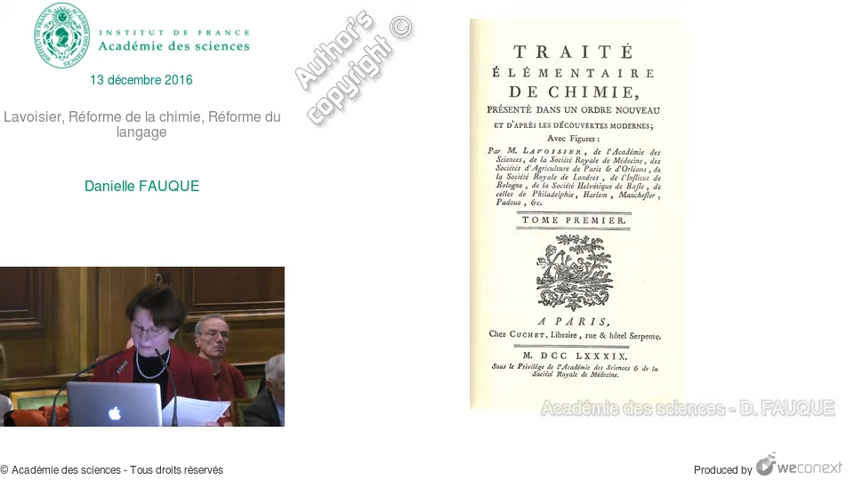 INSTITUT DE FRANCE
Académie des sciences
13 décembre 2016
Lavoisier, Réforme de la chimie, Réforme du
langage
Danielle FAUQUE
Author's
copyright ©
TRAITÉ
ÉLÉMENTAIRE
DE CHIMIE,
PRÉSENTÉ DANS UN ORDRE NOUVEAU
ET D'APRÈS LES DÉCOUVERTES MODERNES;
Avec Figures :
Par M. LAVOISIER, de l'Académie des
Sciences, de la Société Royale de Médecine, des
Sociétés d'Agriculture de Paris & d'Orléans, de
la Société Royale de Londres, de l'Institut de
Bologne, de la Société Helvétique de Basle, de
celles de Philadelphie, Harlem, Manchester,
Padoue, &c.
TOME PREMIER.
A PARIS,
Chez CUCHET, Libraire, rue & hôtel Serpente.
M. DCC LXXXIX.
Sous le Privilège de l'Académie des Sciences & de la
Société Royale de Médecine.
Académie des sciences - D. FAUQUE
© Académie des sciences - Tous droits réservés
Produced by weconext